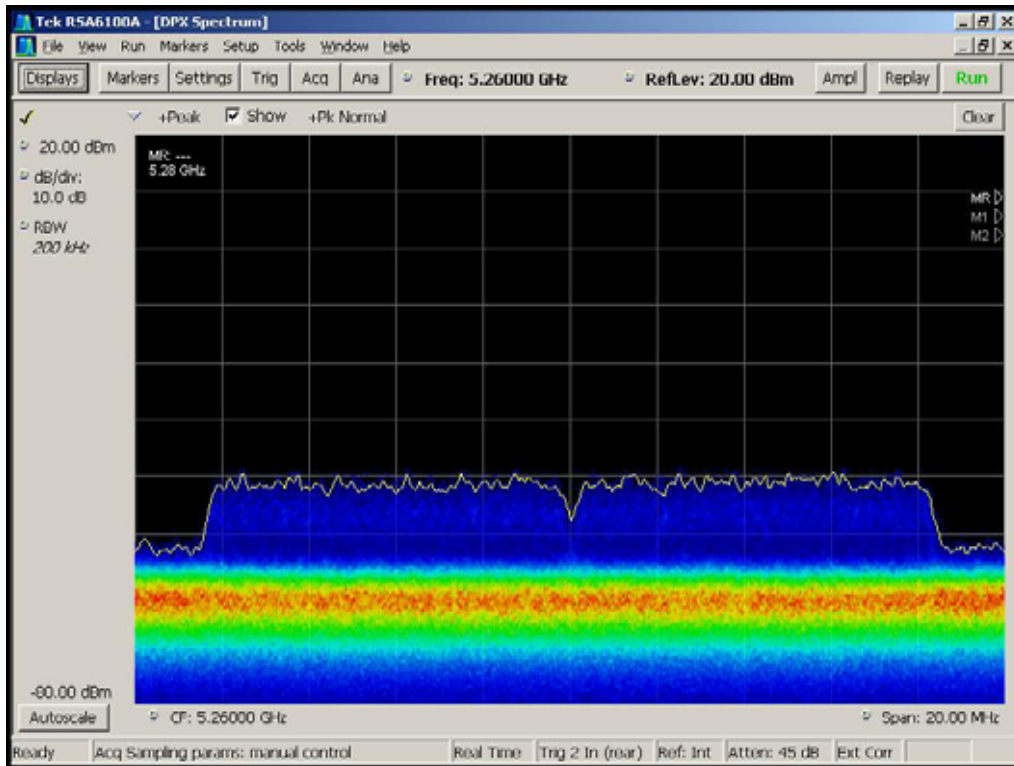 Tek RSA6100A - [DPX Spectrum]
File View Run Markers Setup Tools Window Help
Displays Markers Settings Trig Acq Ana Freq: 5.26000 GHz RefLev: 20.00 dBm Ampl Replay Run
+Peak Show +Pk Normal Clear
20.00 dBm
dB/div:
10.0 dB
RBW
200 kHz
MR: ---
5.28 GHz
MR
M1
M2
-80.00 dBm
Autoscale CF: 5.26000 GHz Span: 20.00 MHz
Ready Acq Sampling params: manual control Real Time Trig 2 In (rear) Ref: Int Atten: 45 dB Ext Corr